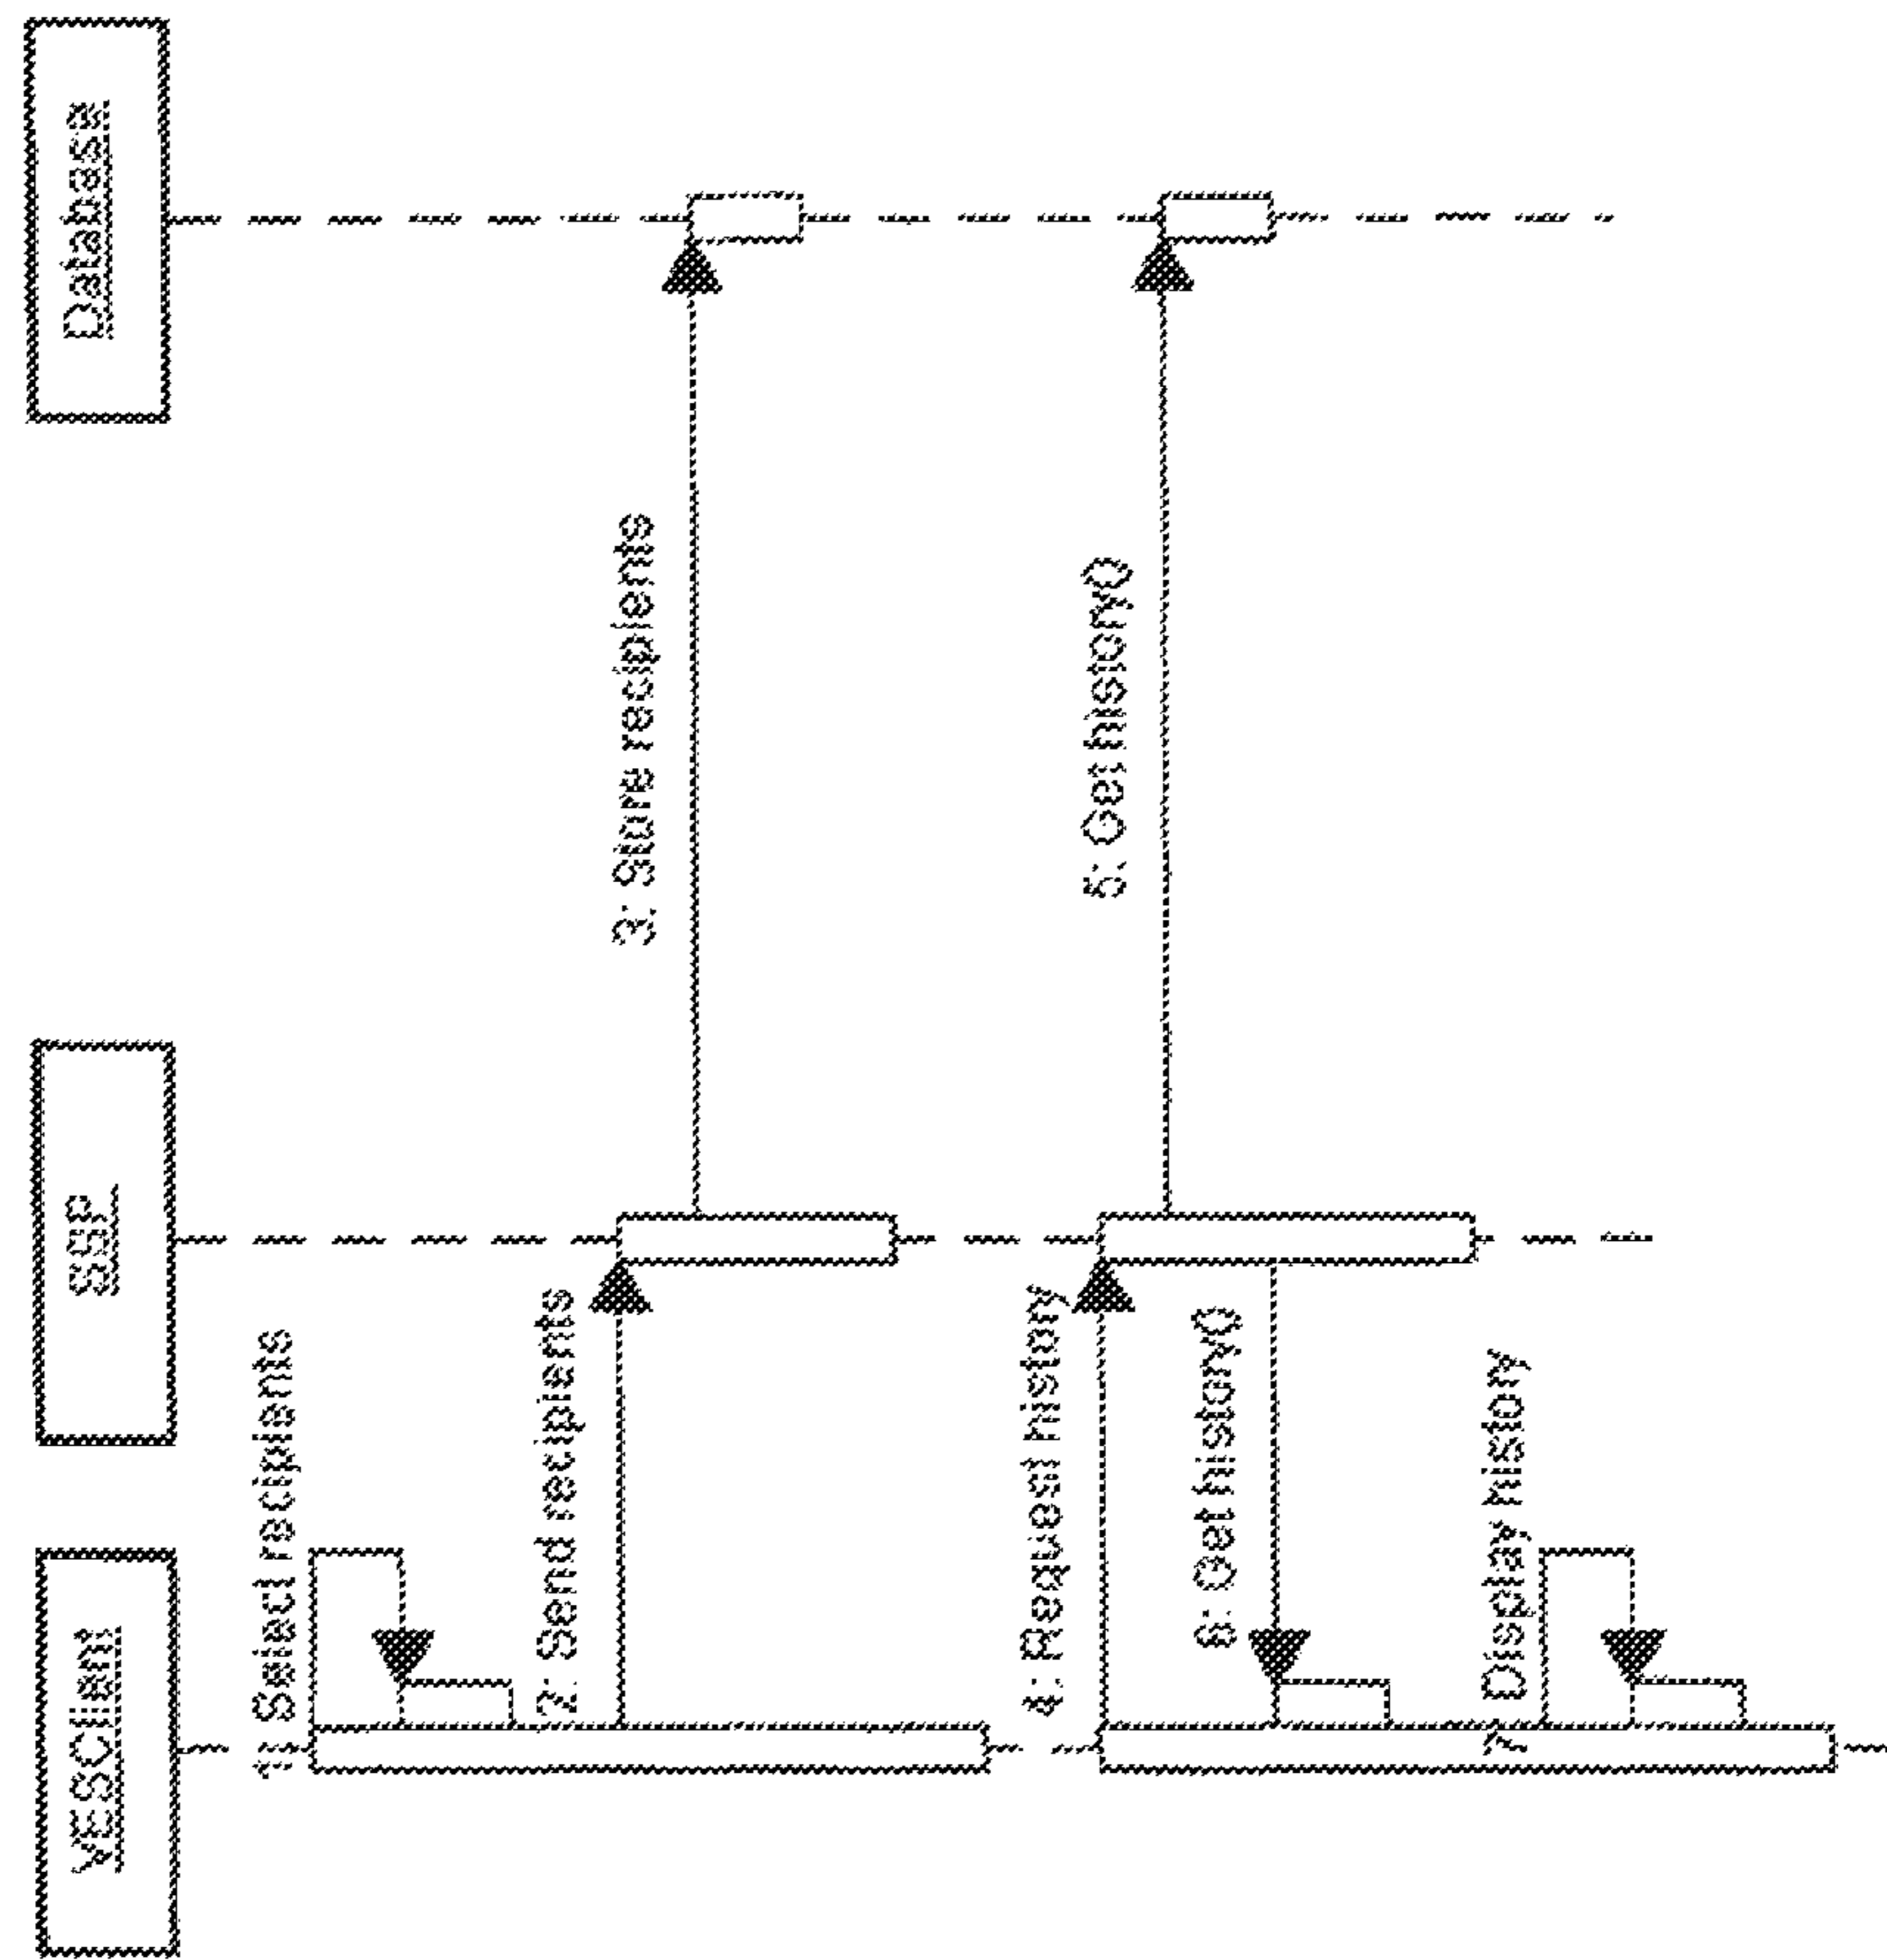 VESClient
SSP
Database
1: Select recipients
2: Send recipients
3: Store recipients
4: Request history
5: Get history()
6: Get history()
7: Display history